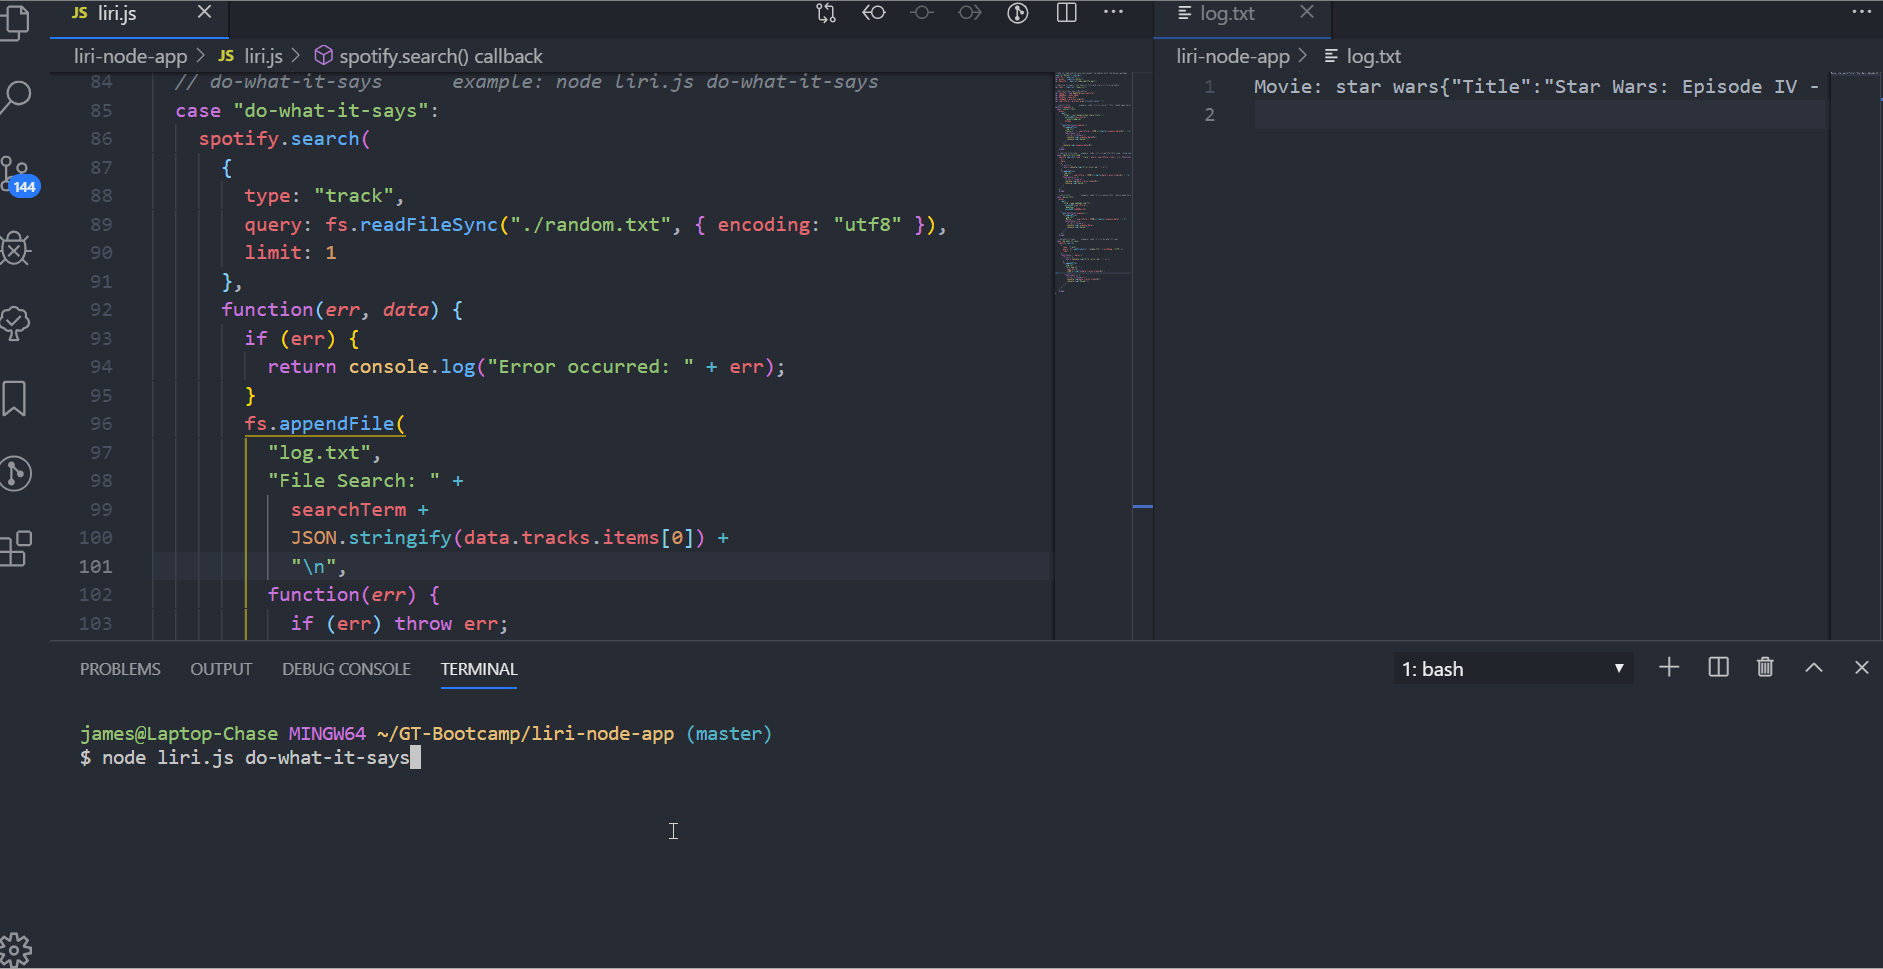 JS liri.js
log.txt
liri-node-app > JS liri.js > spotify.search() callback
liri-node-app > log.txt
84 // do-what-it-says      example: node liri.js do-what-it-says
85 case "do-what-it-says":
86 spotify.search(
87 {
88 type: "track",
89 query: fs.readFileSync("./random.txt", { encoding: "utf8" }),
90 limit: 1
91 },
92 function(err, data) {
93 if (err) {
94 return console.log("Error occurred: " + err);
95 }
96 fs.appendFile(
97 "log.txt",
98 "File Search: " +
99 searchTerm +
100 JSON.stringify(data.tracks.items[0]) +
101 "\n",
102 function(err) {
103 if (err) throw err;
1 Movie: star wars{"Title":"Star Wars: Episode IV -
2
144
PROBLEMS OUTPUT DEBUG CONSOLE TERMINAL
1: bash
james@Laptop-Chase MINGW64 ~/GT-Bootcamp/liri-node-app (master)
$ node liri.js do-what-it-says